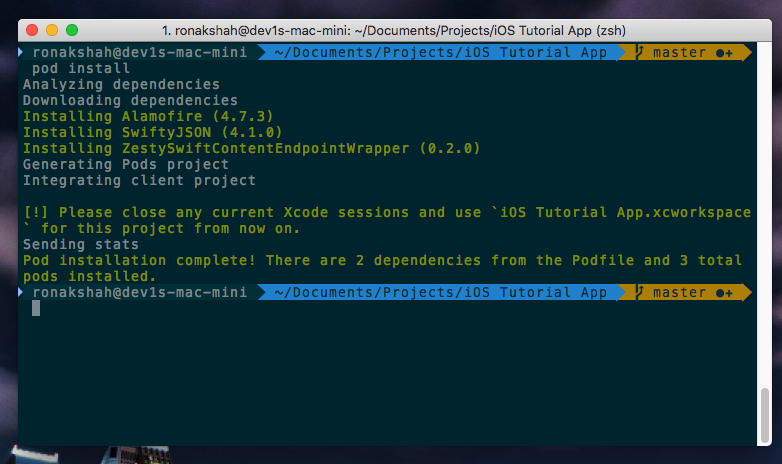 1. ronakshah@dev1s-mac-mini: ~/Documents/Projects/iOS Tutorial App (zsh)
ronakshah@dev1s-mac-mini ~/Documents/Projects/iOS Tutorial App master ●+
pod install
Analyzing dependencies
Downloading dependencies
Installing Alamofire (4.7.3)
Installing SwiftyJSON (4.1.0)
Installing ZestySwiftContentEndpointWrapper (0.2.0)
Generating Pods project
Integrating client project
[!] Please close any current Xcode sessions and use `iOS Tutorial App.xcworkspace
` for this project from now on.
Sending stats
Pod installation complete! There are 2 dependencies from the Podfile and 3 total
pods installed.
ronakshah@dev1s-mac-mini ~/Documents/Projects/iOS Tutorial App master ●+